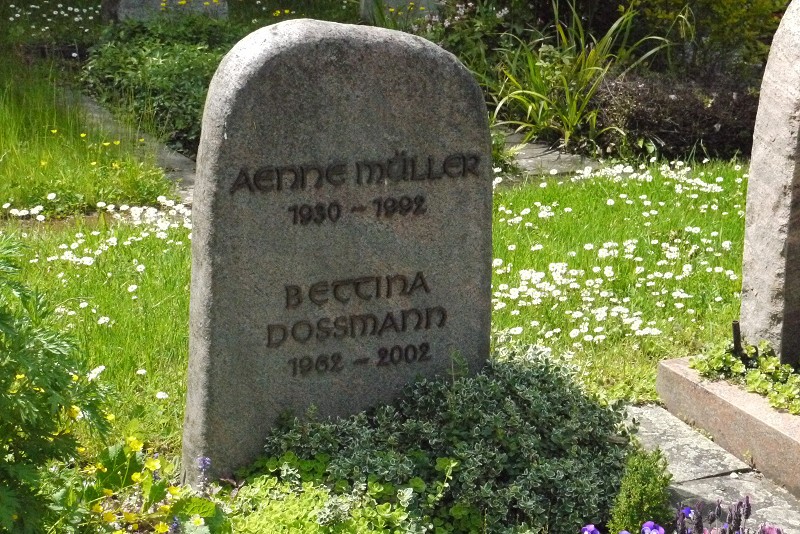 AENNE MÜLLER
1930 – 1992
BETTINA
DOSSMANN
1962 – 2002